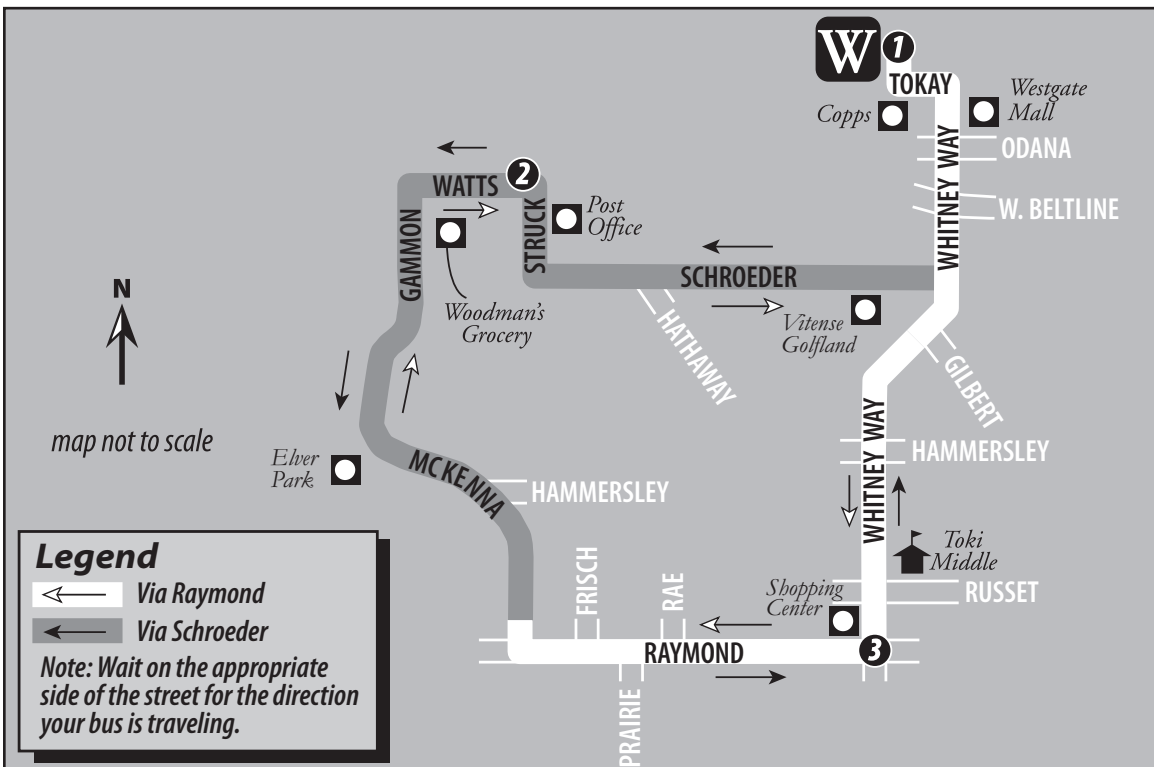 W
1
TOKAY
Copps
Westgate
Mall
ODANA
WHITNEY WAY
W. BELTLINE
2
WATTS
STRUCK
Post
Office
GAMMON
Woodman's
Grocery
SCHROEDER
HATHAWAY
Vitense
Golfland
GILBERT
N
map not to scale
Elver
Park
MCKENNA
HAMMERSLEY
WHITNEY WAY
HAMMERSLEY
Toki
Middle
RUSSET
Shopping
Center
FRISCH
RAE
RAYMOND
3
PRAIRIE
Legend
Via Raymond
Via Schroeder
Note: Wait on the appropriate
side of the street for the direction
your bus is traveling.